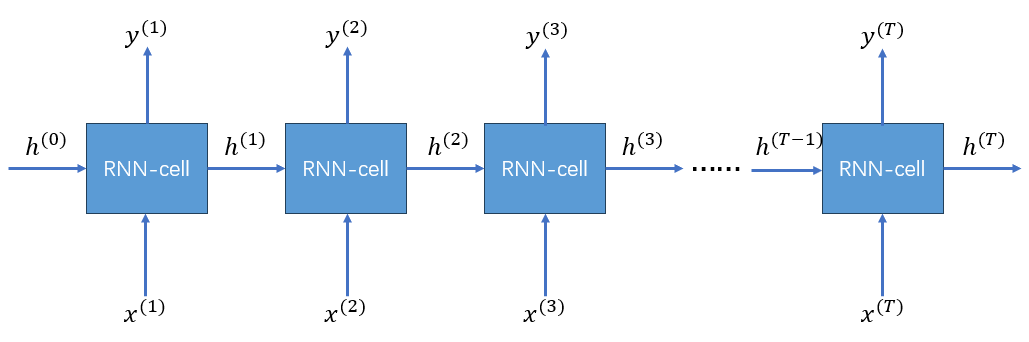 y^(1) y^(2) y^(3) y^(T)
h^(0) h^(1) h^(2) h^(3) h^(T−1) h^(T)
RNN-cell RNN-cell RNN-cell ...... RNN-cell
x^(1) x^(2) x^(3) x^(T)